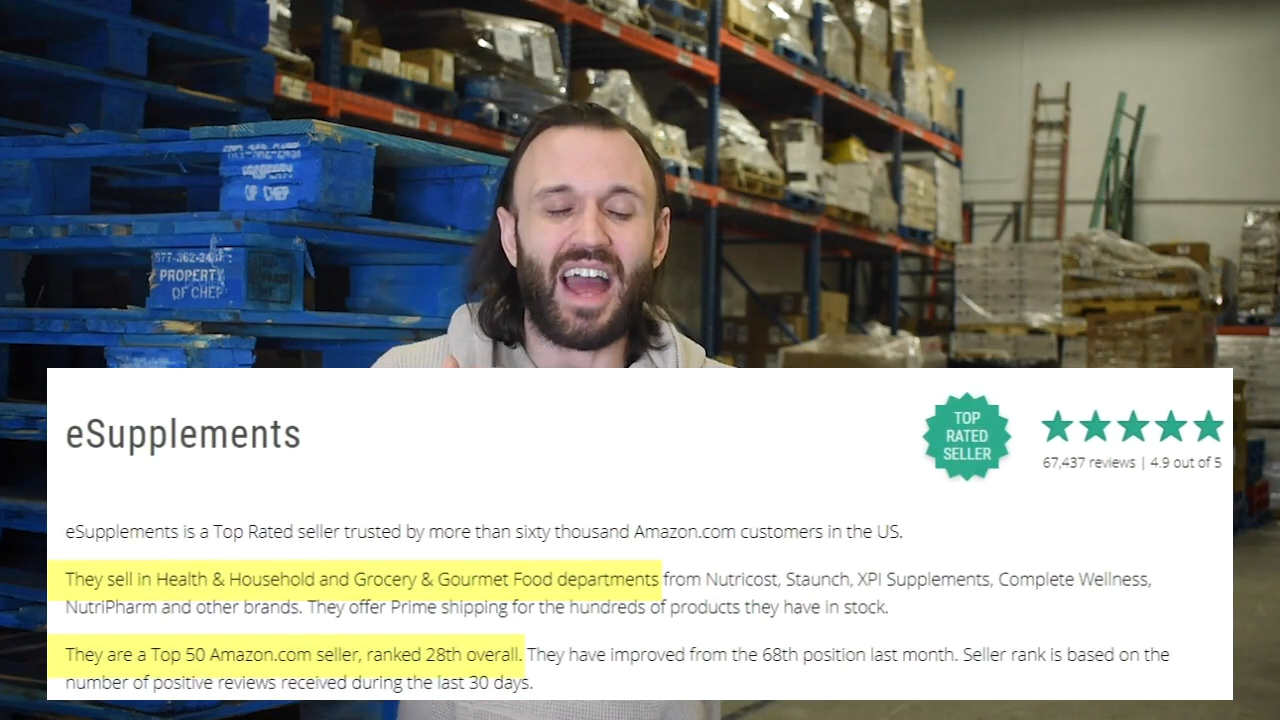 PROPERTY
OF CHEP
OF CHEP
eSupplements
TOP
RATED
SELLER
67,437 reviews | 4.9 out of 5
eSupplements is a Top Rated seller trusted by more than sixty thousand Amazon.com customers in the US.
They sell in Health & Household and Grocery & Gourmet Food departments from Nutricost, Staunch, XPI Supplements, Complete Wellness,
NutriPharm and other brands. They offer Prime shipping for the hundreds of products they have in stock.
They are a Top 50 Amazon.com seller, ranked 28th overall. They have improved from the 68th position last month. Seller rank is based on the
number of positive reviews received during the last 30 days.